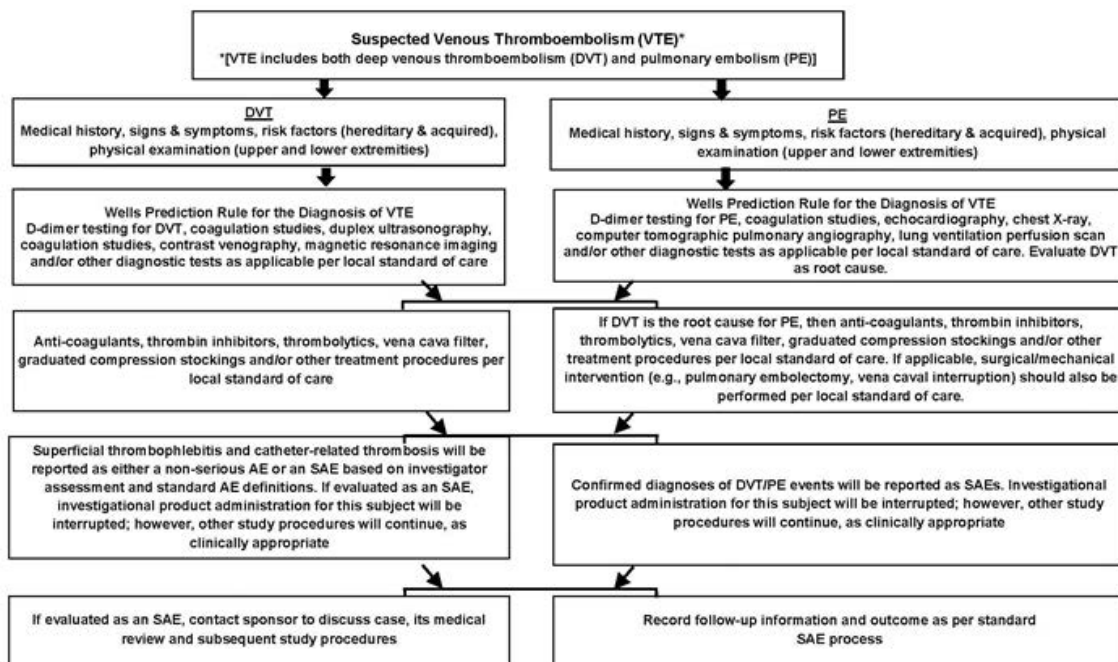 Suspected Venous Thromboembolism (VTE)*
*[VTE includes both deep venous thromboembolism (DVT) and pulmonary embolism (PE)]
DVT
Medical history, signs & symptoms, risk factors (hereditary & acquired),
physical examination (upper and lower extremities)
PE
Medical history, signs & symptoms, risk factors (hereditary & acquired), physical
examination (upper and lower extremities)
Wells Prediction Rule for the Diagnosis of VTE
D-dimer testing for DVT, coagulation studies, duplex ultrasonography,
coagulation studies, contrast venography, magnetic resonance imaging
and/or other diagnostic tests as applicable per local standard of care
Wells Prediction Rule for the Diagnosis of VTE
D-dimer testing for PE, coagulation studies, echocardiography, chest X-ray,
computer tomographic pulmonary angiography, lung ventilation perfusion scan
and/or other diagnostic tests as applicable per local standard of care. Evaluate DVT
as root cause.
Anti-coagulants, thrombin inhibitors, thrombolytics, vena cava filter,
graduated compression stockings and/or other treatment procedures per
local standard of care
If DVT is the root cause for PE, then anti-coagulants, thrombin inhibitors,
thrombolytics, vena cava filter, graduated compression stockings and/or other
treatment procedures per local standard of care. If applicable, surgical/mechanical
intervention (e.g., pulmonary embolectomy, vena caval interruption) should also be
performed per local standard of care.
Superficial thrombophlebitis and catheter-related thrombosis will be
reported as either a non-serious AE or an SAE based on investigator
assessment and standard AE definitions. If evaluated as an SAE,
investigational product administration for this subject will be
interrupted; however, other study procedures will continue, as
clinically appropriate
Confirmed diagnoses of DVT/PE events will be reported as SAEs. Investigational
product administration for this subject will be interrupted; however, other study
procedures will continue, as clinically appropriate
If evaluated as an SAE, contact sponsor to discuss case, its medical
review and subsequent study procedures
Record follow-up information and outcome as per standard
SAE process